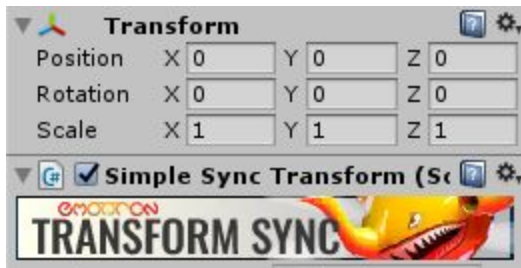 Transform
Position X 0 Y 0 Z 0
Rotation X 0 Y 0 Z 0
Scale X 1 Y 1 Z 1
C# Simple Sync Transform (Sc
emotitron
TRANSFORM SYNC